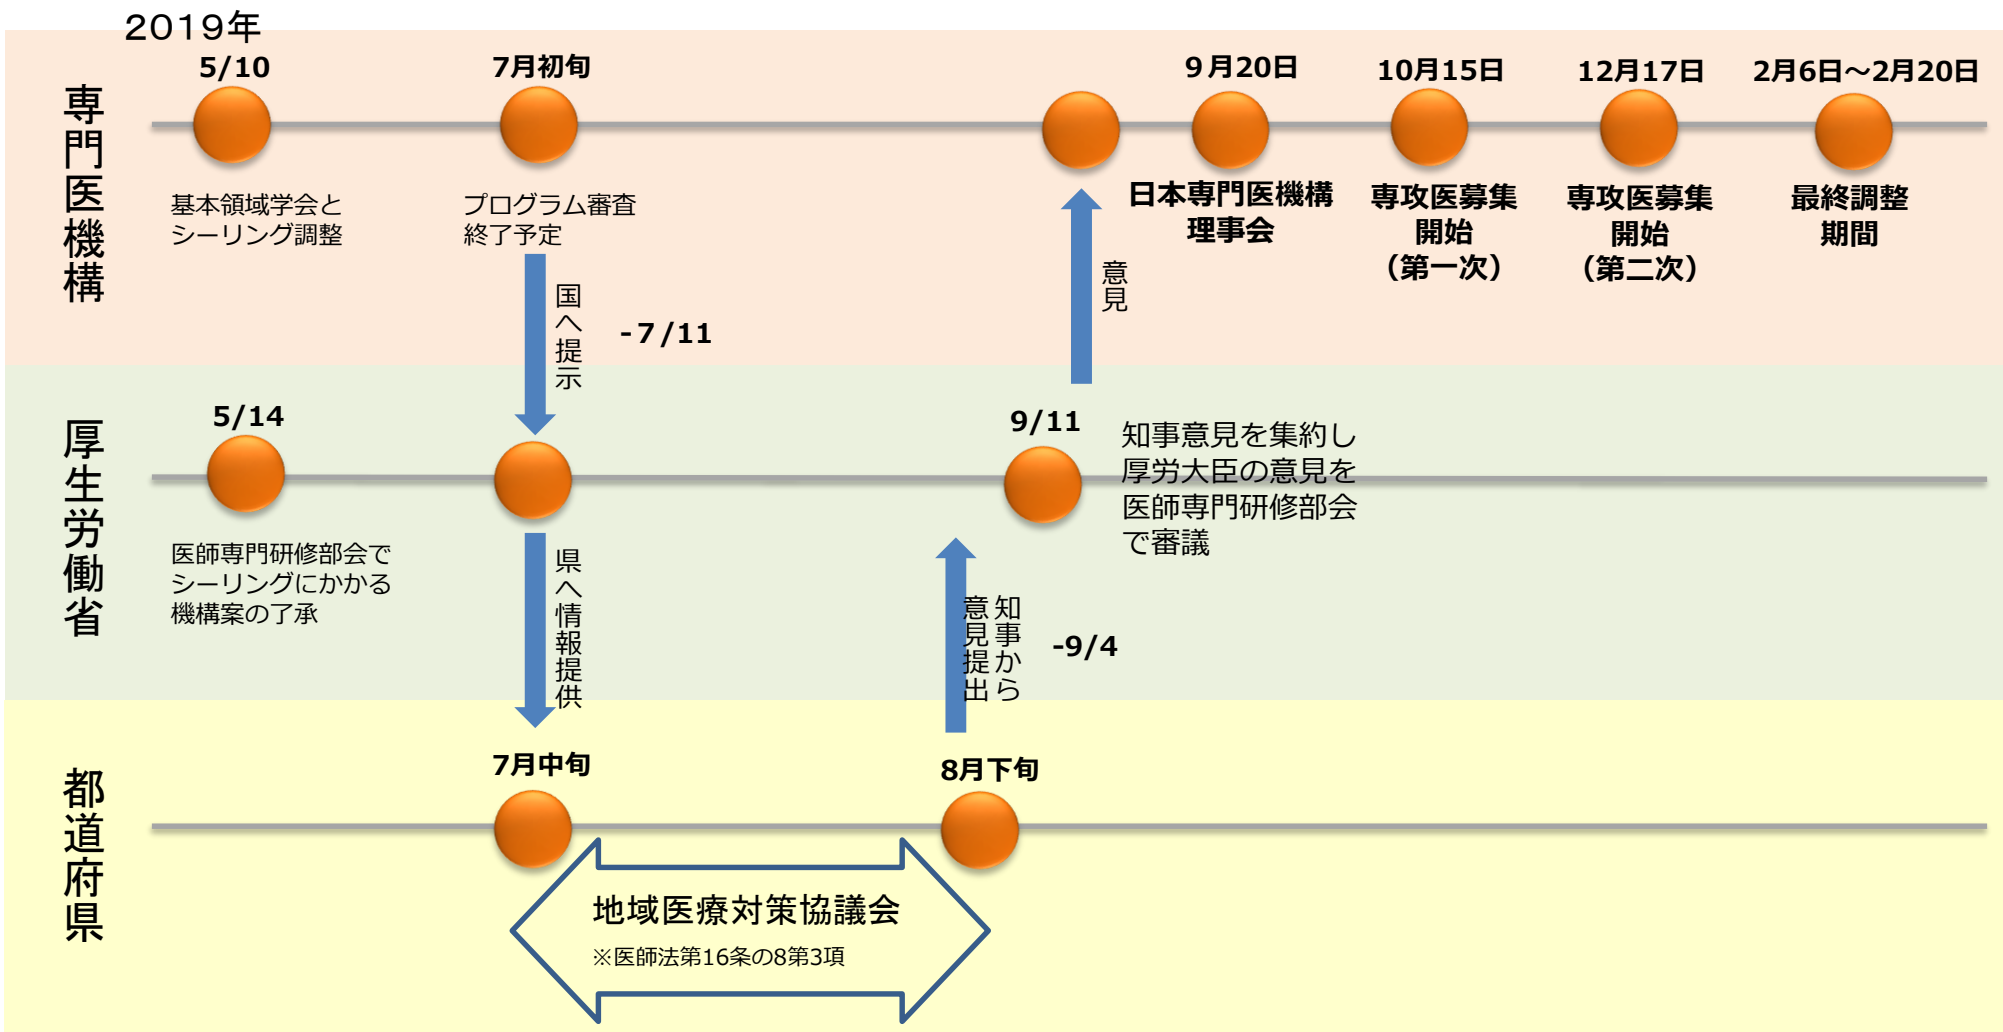 ２０１９年
専門医機構
5/10
基本領域学会と
シーリング調整
7月初旬
プログラム審査
終了予定
国へ提示
-７/11
意見
９月20日
日本専門医機構
理事会
10月15日
専攻医募集
開始
（第一次）
12月17日
専攻医募集
開始
（第二次）
2月6日～2月20日
最終調整
期間
厚生労働省
5/14
医師専門研修部会で
シーリングにかかる
機構案の了承
県へ情報提供
9/11
知事意見を集約し
厚労大臣の意見を
医師専門研修部会
で審議
知事から
意見提出
-9/4
都道府県
7月中旬
8月下旬
地域医療対策協議会
※医師法第16条の8第3項